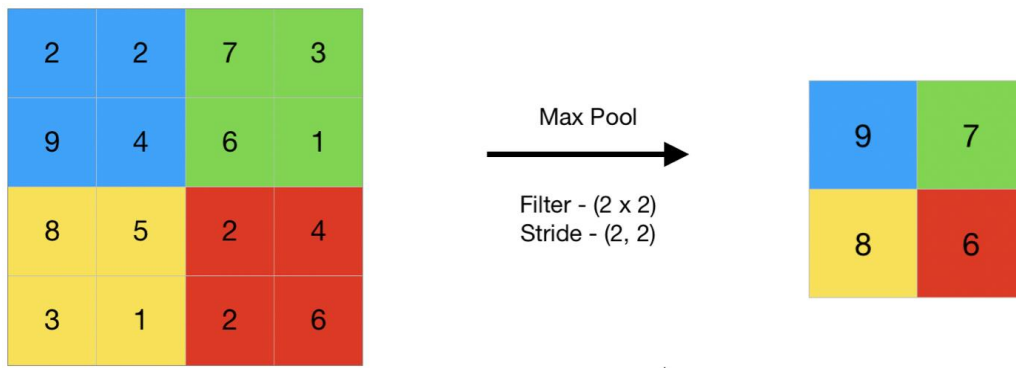 2 2 7 3
9 4 6 1
8 5 2 4
3 1 2 6
Max Pool
Filter - (2 x 2)
Stride - (2, 2)
9 7
8 6